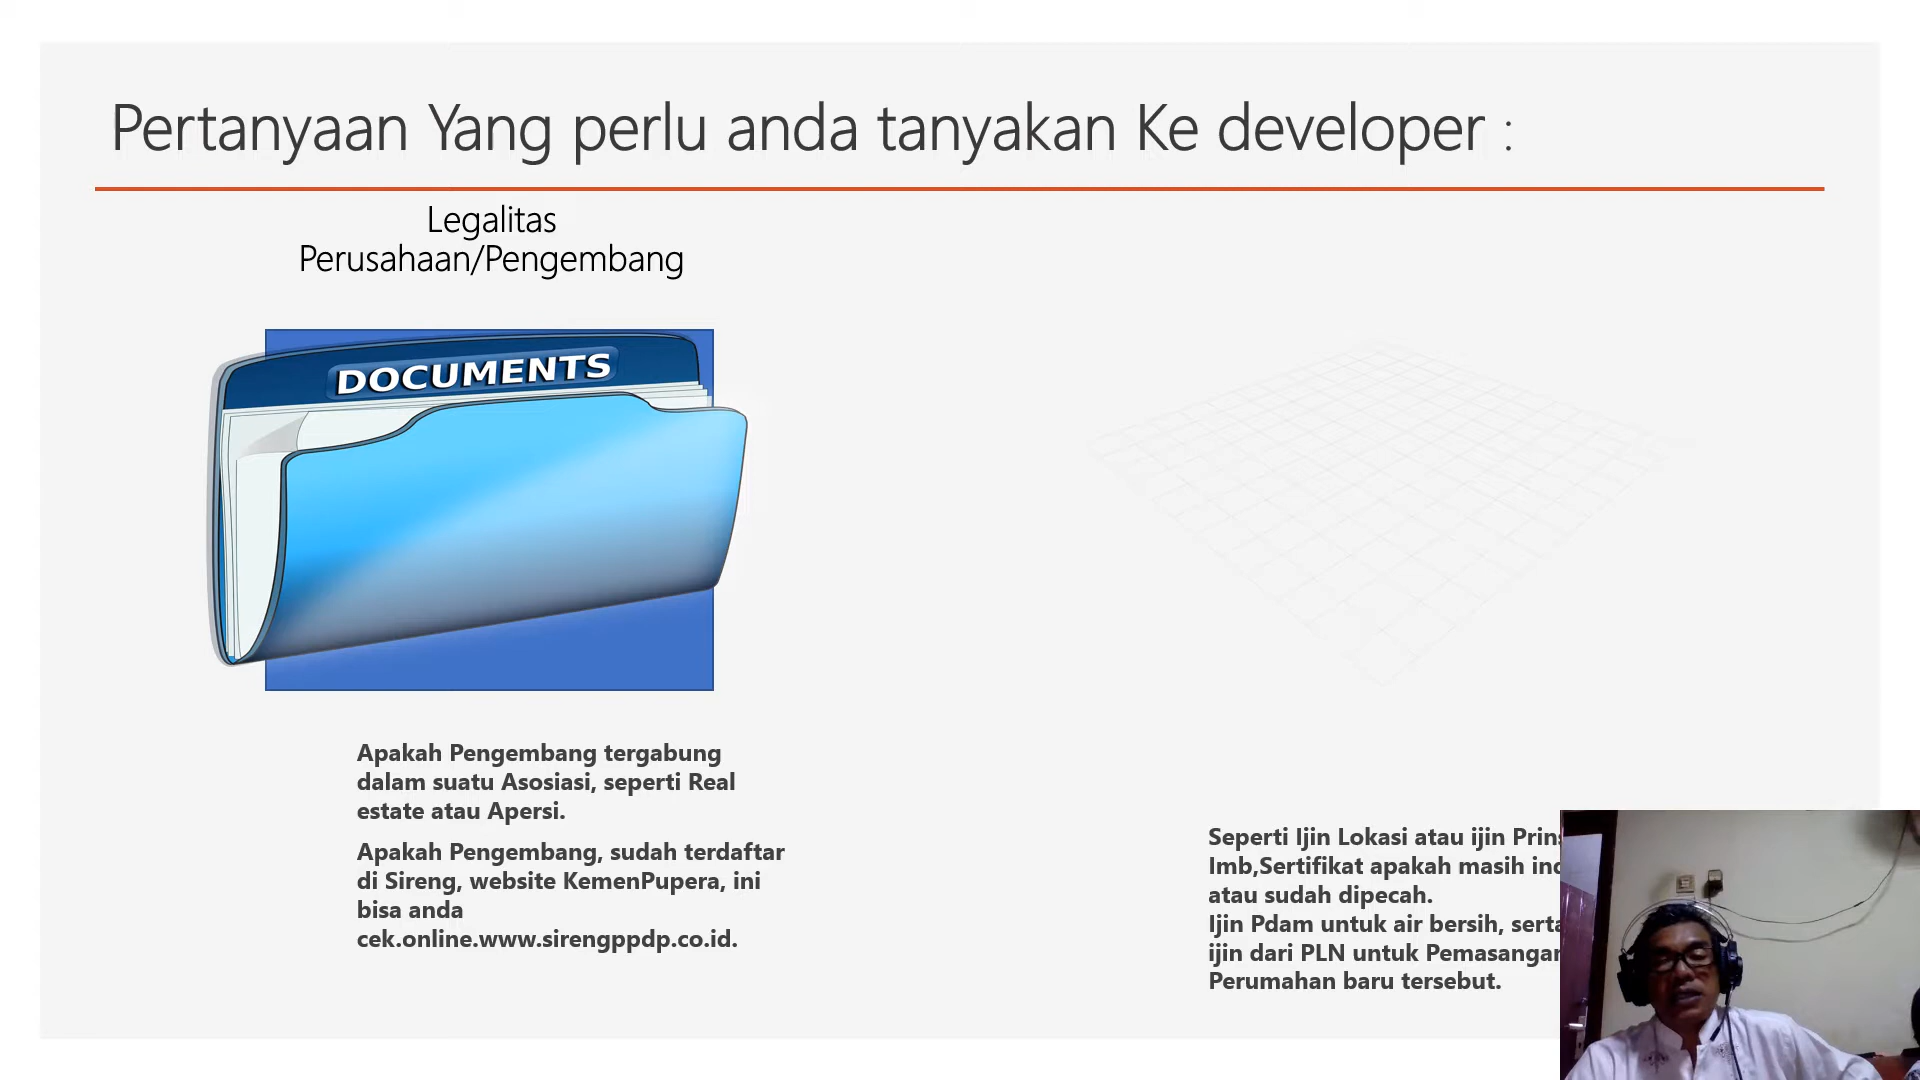 Pertanyaan Yang perlu anda tanyakan Ke developer :
Legalitas
Perusahaan/Pengembang
DOCUMENTS
Apakah Pengembang tergabung
dalam suatu Asosiasi, seperti Real
estate atau Apersi.
Apakah Pengembang, sudah terdaftar
di Sireng, website KemenPupera, ini
bisa anda
cek.online.www.sirengppdp.co.id.
Seperti Ijin Lokasi atau ijin
Imb,Sertifikat apakah masih
atau sudah dipecah.
Ijin Pdam untuk air bersih, serta
ijin dari PLN untuk
Perumahan baru tersebut.